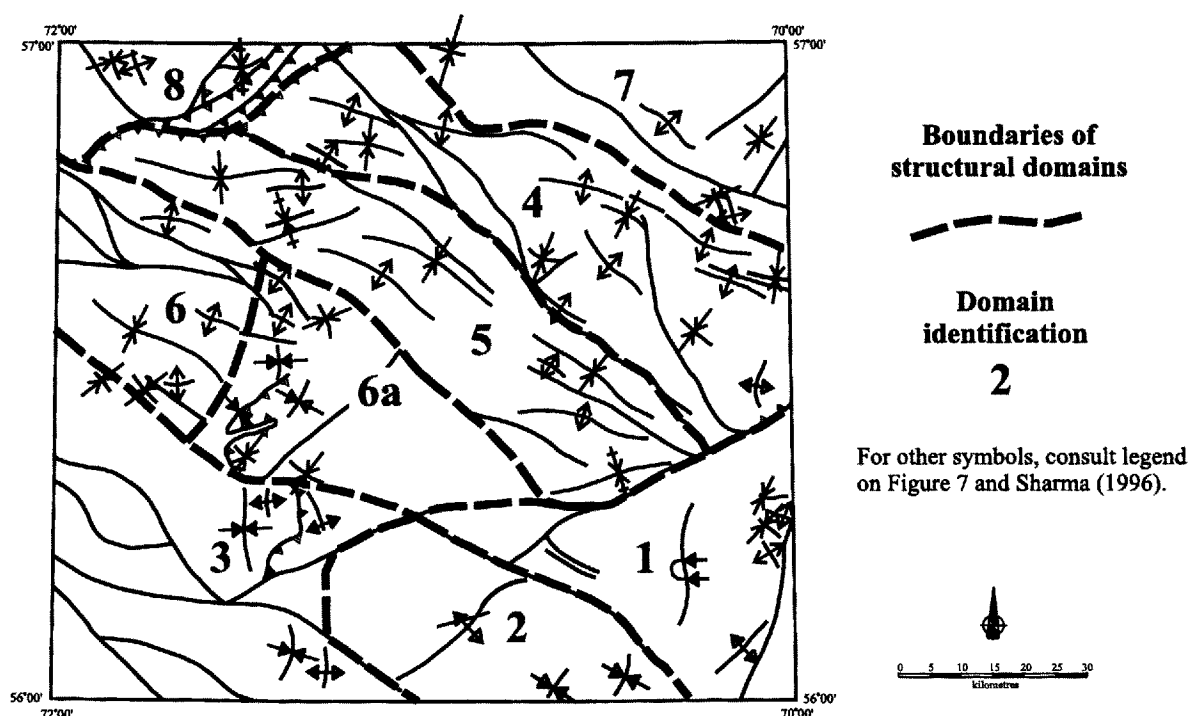 72°00'
57°00'
70°00'
57°00'
8
7
4
6
5
6a
3
1
2
56°00'
72°00'
56°00'
70°00'
Boundaries of
structural domains
Domain
identification
2
For other symbols, consult legend
on Figure 7 and Sharma (1996).
0 5 10 15 20 25 30
kilometres